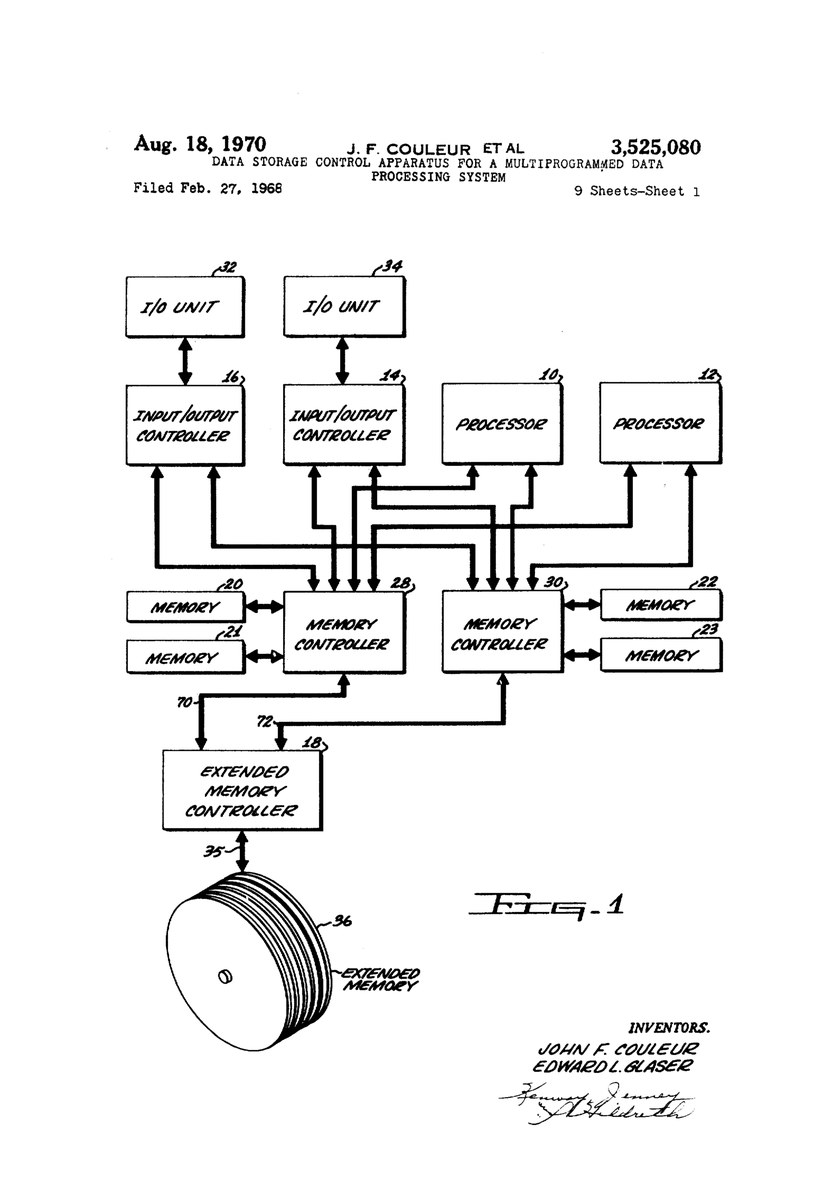 Aug. 18, 1970
J. F. COULEUR ET AL
3,525,080
DATA STORAGE CONTROL APPARATUS FOR A MULTIPROGRAMMED DATA
PROCESSING SYSTEM
Filed Feb. 27, 1968
9 Sheets-Sheet 1
32
34
I/O UNIT
I/O UNIT
16
14
10
12
INPUT/OUTPUT
CONTROLLER
INPUT/OUTPUT
CONTROLLER
PROCESSOR
PROCESSOR
20
28
30
22
MEMORY
MEMORY
CONTROLLER
MEMORY
CONTROLLER
MEMORY
21
23
MEMORY
MEMORY
70
72
18
EXTENDED
MEMORY
CONTROLLER
35
Fig. 1
36
EXTENDED
MEMORY
INVENTORS.
JOHN F. COULEUR
EDWARD L. GLASER
Kenway Jenney
& Hildreth